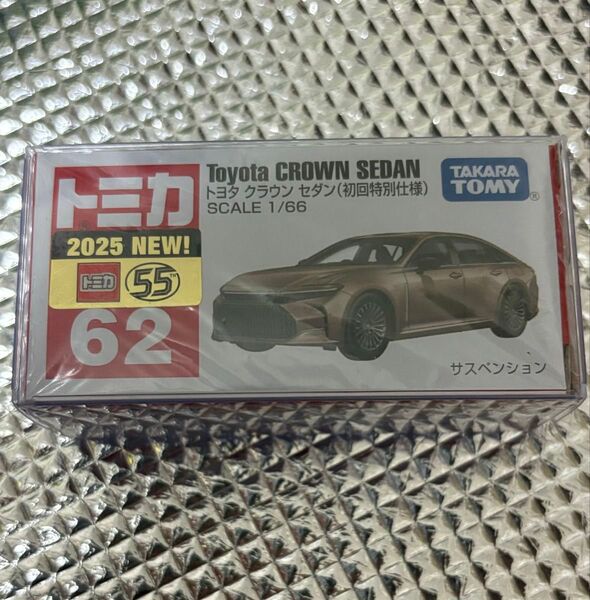 トミカ
2025 NEW!
トミカ 55TM
62
Toyota CROWN SEDAN
トヨタ クラウン セダン(初回特別仕様)
SCALE 1/66
TAKARA
TOMY®
サスペンション